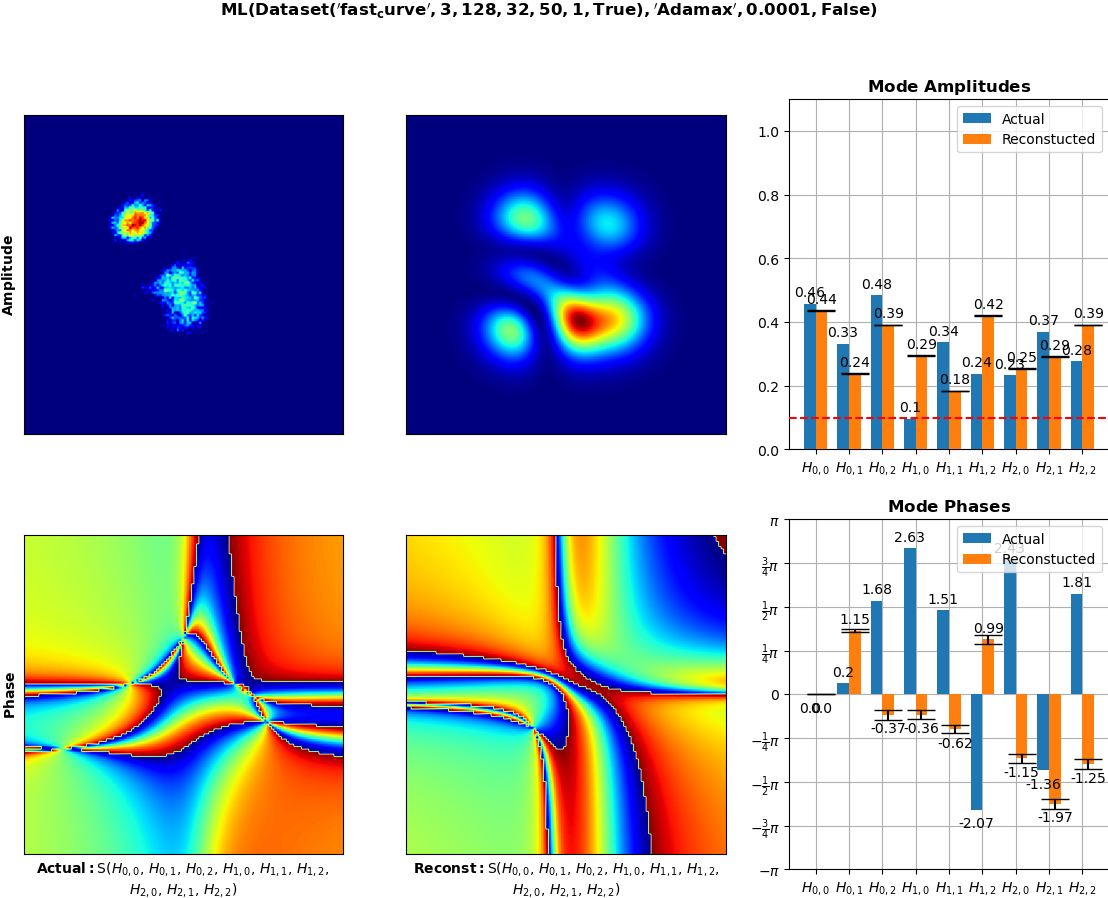 ML(Dataset('fast_curve', 3, 128, 32, 50, 1, True), 'Adamax', 0.0001, False)
Amplitude
Mode Amplitudes
Actual
Reconstucted
1.0
0.8
0.6
0.4
0.2
0.0
0.46
0.44
0.33
0.24
0.48
0.39
0.1
0.29
0.34
0.18
0.24
0.42
0.23
0.25
0.37
0.29
0.28
0.39
H0,0 H0,1 H0,2 H1,0 H1,1 H1,2 H2,0 H2,1 H2,2
Phase
Mode Phases
Actual
Reconstucted
π
3/4π
1/2π
1/4π
0
−1/4π
−1/2π
−3/4π
−π
0.0
0.0
0.2
1.15
1.68
-0.37
2.63
-0.36
1.51
-0.62
-2.07
0.99
2.43
-1.15
-1.36
-1.97
1.81
-1.25
H0,0 H0,1 H0,2 H1,0 H1,1 H1,2 H2,0 H2,1 H2,2
Actual: S(H0,0, H0,1, H0,2, H1,0, H1,1, H1,2,
H2,0, H2,1, H2,2)
Reconst: S(H0,0, H0,1, H0,2, H1,0, H1,1, H1,2,
H2,0, H2,1, H2,2)